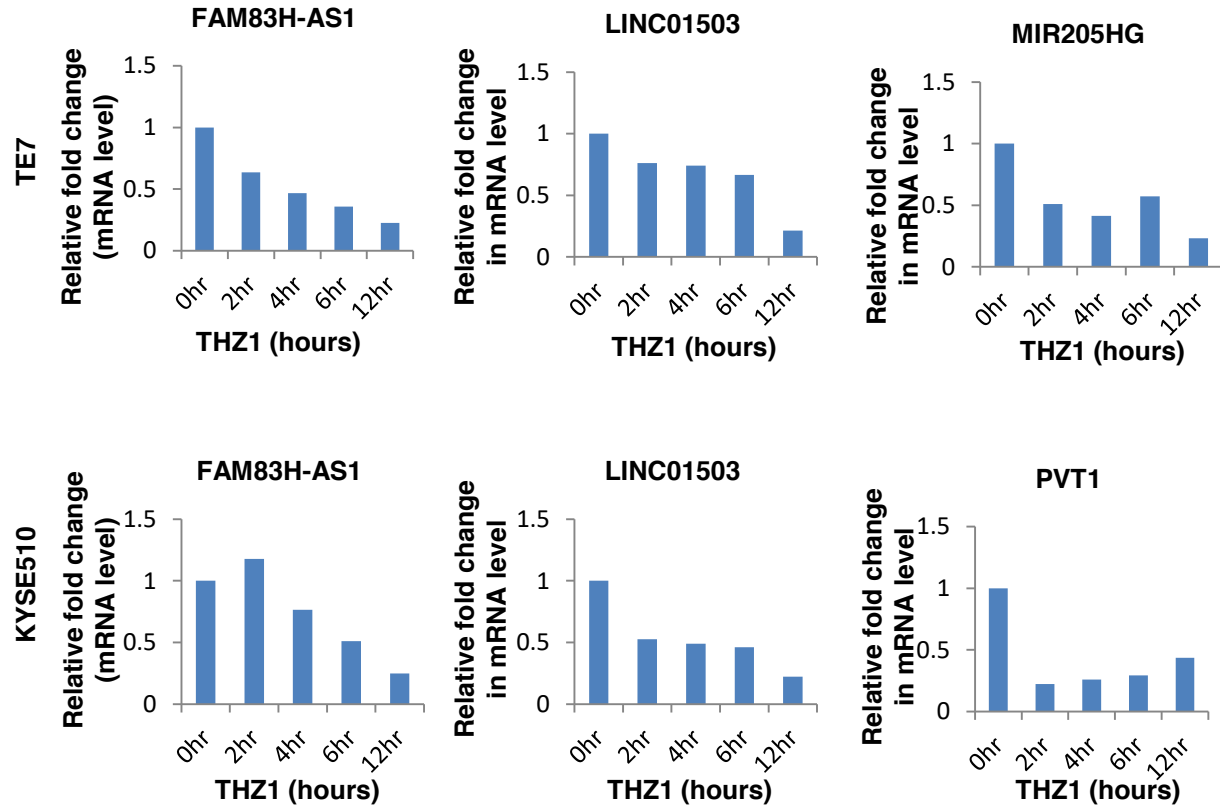 TE7
FAM83H-AS1
Relative fold change
(mRNA level)
1.5
1
0.5
0
0hr
2hr
4hr
6hr
12hr
THZ1 (hours)
LINC01503
Relative fold change
in mRNA level
1.5
1
0.5
0
0hr
2hr
4hr
6hr
12hr
THZ1 (hours)
MIR205HG
Relative fold change
in mRNA level
1.5
1
0.5
0
0hr
2hr
4hr
6hr
12hr
THZ1 (hours)
KYSE510
FAM83H-AS1
Relative fold change
(mRNA level)
1.5
1
0.5
0
0hr
2hr
4hr
6hr
12hr
THZ1 (hours)
LINC01503
Relative fold change
in mRNA level
1.5
1
0.5
0
0hr
2hr
4hr
6hr
12hr
THZ1 (hours)
PVT1
Relative fold change
in mRNA level
1.5
1
0.5
0
0hr
2hr
4hr
6hr
12hr
THZ1 (hours)